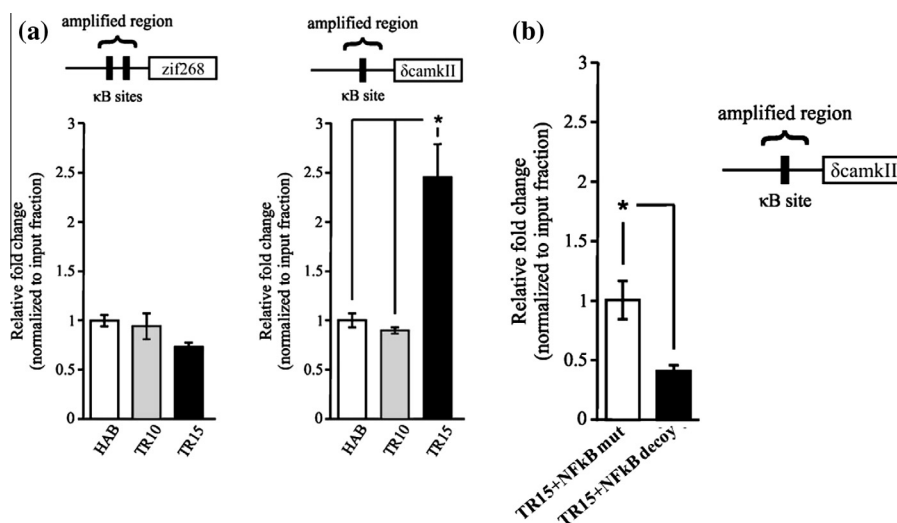 (a)
amplified region
zif268
κB sites
Relative fold change
(normalized to input fraction)
3
2.5
2
1.5
1
0.5
0
HAB
TR10
TR15
amplified region
δcamkII
κB site
Relative fold change
(normalized to input fraction)
3
2.5
2
1.5
1
0.5
0
*
HAB
TR10
TR15
(b)
Relative fold change
(normalized to input fraction)
3
2.5
2
1.5
1
0.5
0
*
TR15+NFkB mut
TR15+NFkB decoy
amplified region
δcamkII
κB site